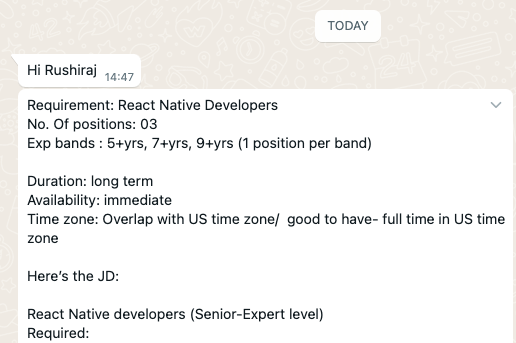 TODAY
Hi Rushiraj 14:47
Requirement: React Native Developers
No. Of positions: 03
Exp bands : 5+yrs, 7+yrs, 9+yrs (1 position per band)
Duration: long term
Availability: immediate
Time zone: Overlap with US time zone/  good to have- full time in US time
zone
Here’s the JD:
React Native developers (Senior-Expert level)
Required: